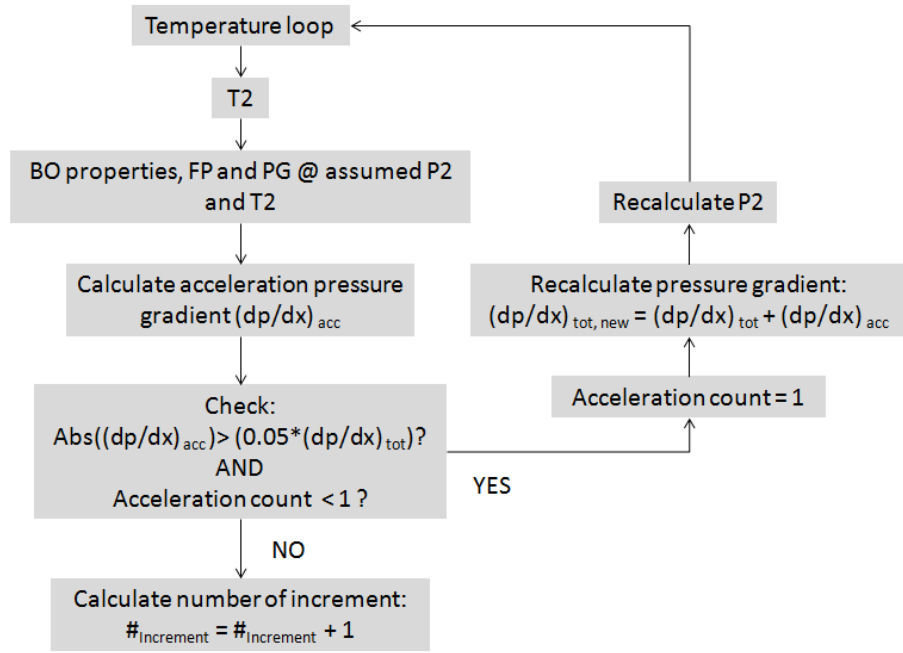 Temperature loop
T2
BO properties, FP and PG @ assumed P2
and T2
Calculate acceleration pressure
gradient (dp/dx) acc
Check:
Abs((dp/dx) acc)> (0.05*(dp/dx) tot)?
AND
Acceleration count < 1 ?
YES
NO
Calculate number of increment:
#Increment = #Increment + 1
Acceleration count = 1
Recalculate pressure gradient:
(dp/dx) tot, new = (dp/dx) tot + (dp/dx) acc
Recalculate P2